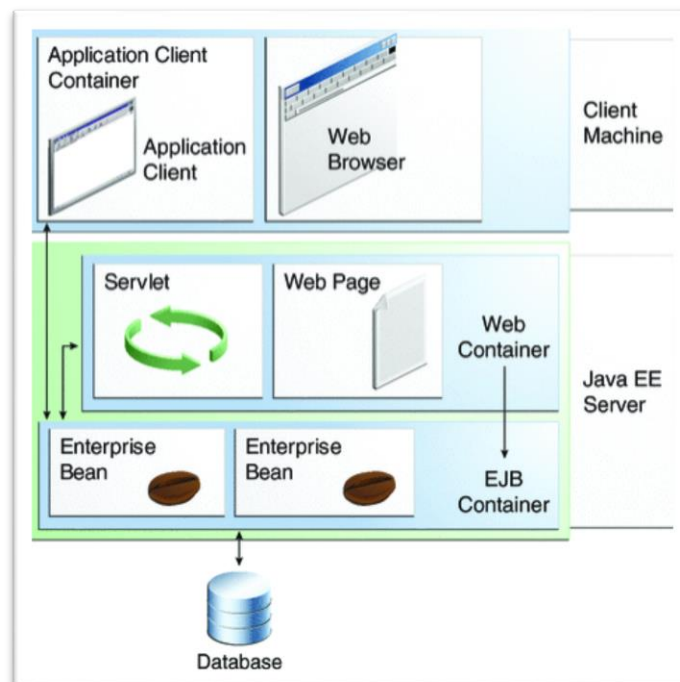 Application Client
Container
Application
Client
Web
Browser
Client
Machine
Servlet
Web Page
Web
Container
Java EE
Server
Enterprise
Bean
Enterprise
Bean
EJB
Container
Database